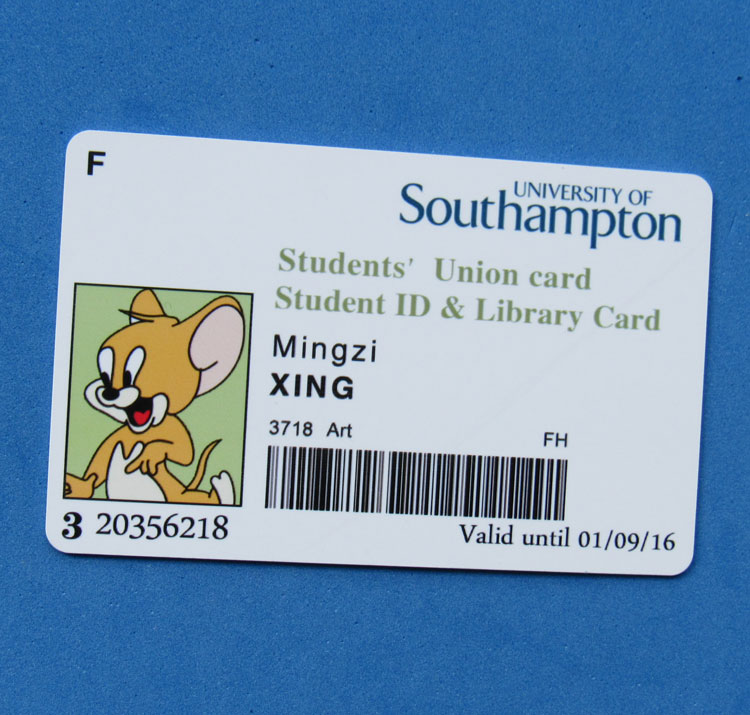 F
UNIVERSITY OF
Southampton
Students' Union card
Student ID & Library Card
Mingzi
XING
3718 Art FH
3 20356218
Valid until 01/09/16